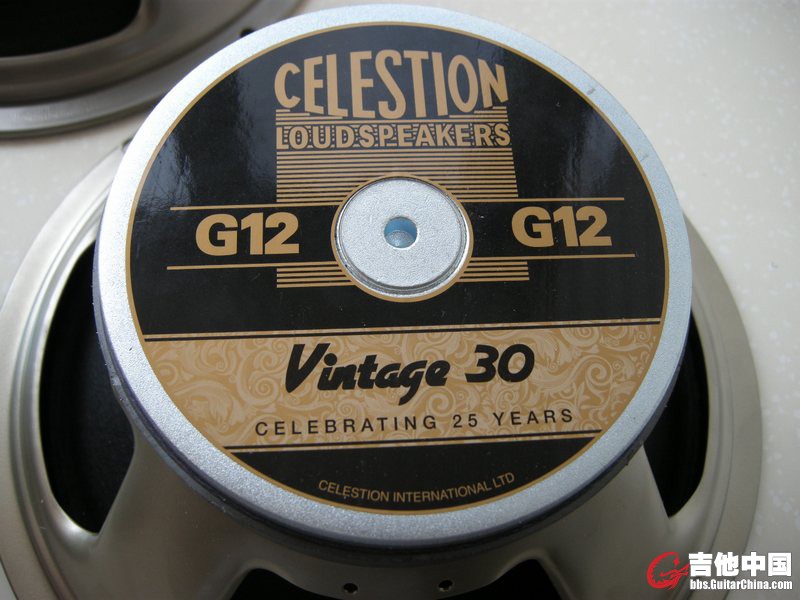 CELESTION
LOUDSPEAKERS
G12 G12
Vintage 30
CELEBRATING 25 YEARS
CELESTION INTERNATIONAL LTD
吉他中国
bbs.GuitarChina.com